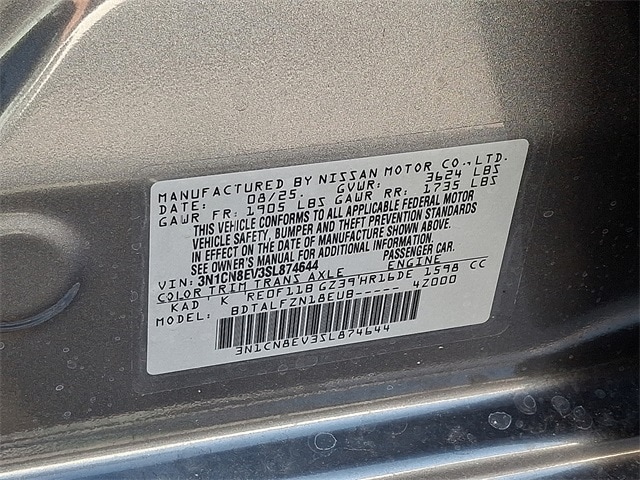 MANUFACTURED BY NISSAN MOTOR CO.,LTD.
DATE: 08/25. GVWR: 3624 LBS
GAWR FR: 1905 LBS GAWR RR: 1735 LBS
THIS VEHICLE CONFORMS TO ALL APPLICABLE FEDERAL MOTOR
VEHICLE SAFETY, BUMPER AND THEFT PREVENTION STANDARDS
IN EFFECT ON THE DATE OF MANUFACTURE SHOWN ABOVE.
SEE OWNER'S MANUAL FOR ADDITIONAL INFORMATION.
VIN: 3N1CN8EV3SL874644 PASSENGER CAR.
COLOR TRIM TRANS AXLE ENGINE
KAD K RE0F11B GZ39 HR16DE 1598 CC
MODEL: BDTALFZN18EUB----- 4Z000
3N1CN8EV3SL874644